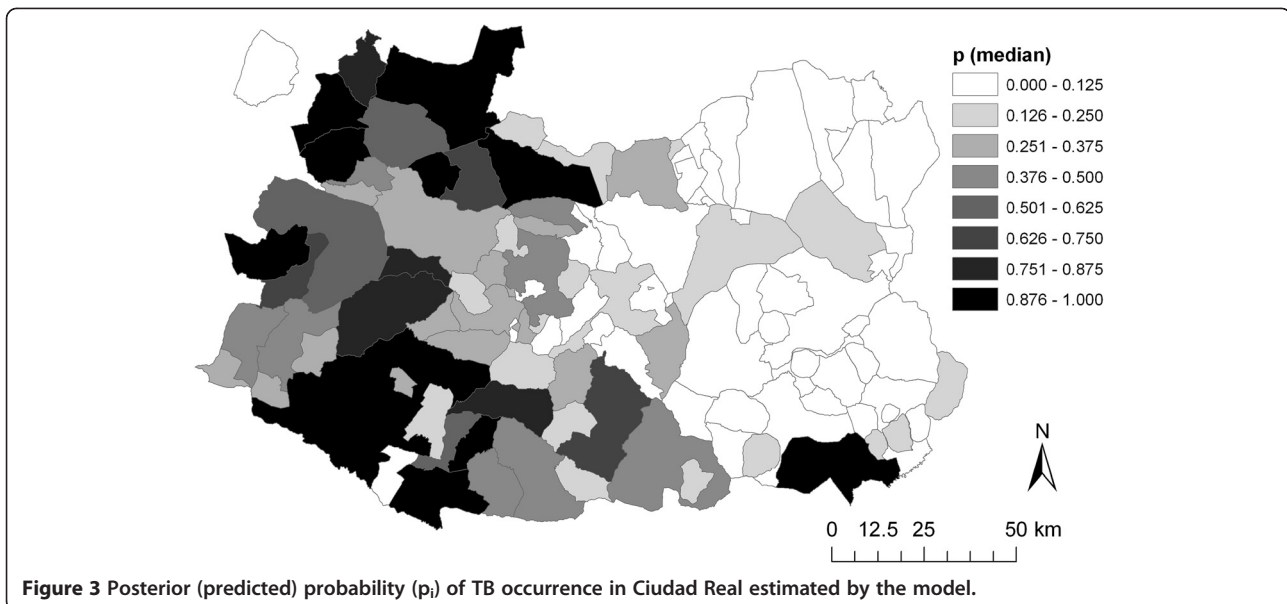 p (median)
0.000 - 0.125
0.126 - 0.250
0.251 - 0.375
0.376 - 0.500
0.501 - 0.625
0.626 - 0.750
0.751 - 0.875
0.876 - 1.000
N
0 12.5 25 50 km
Figure 3 Posterior (predicted) probability (pi) of TB occurrence in Ciudad Real estimated by the model.